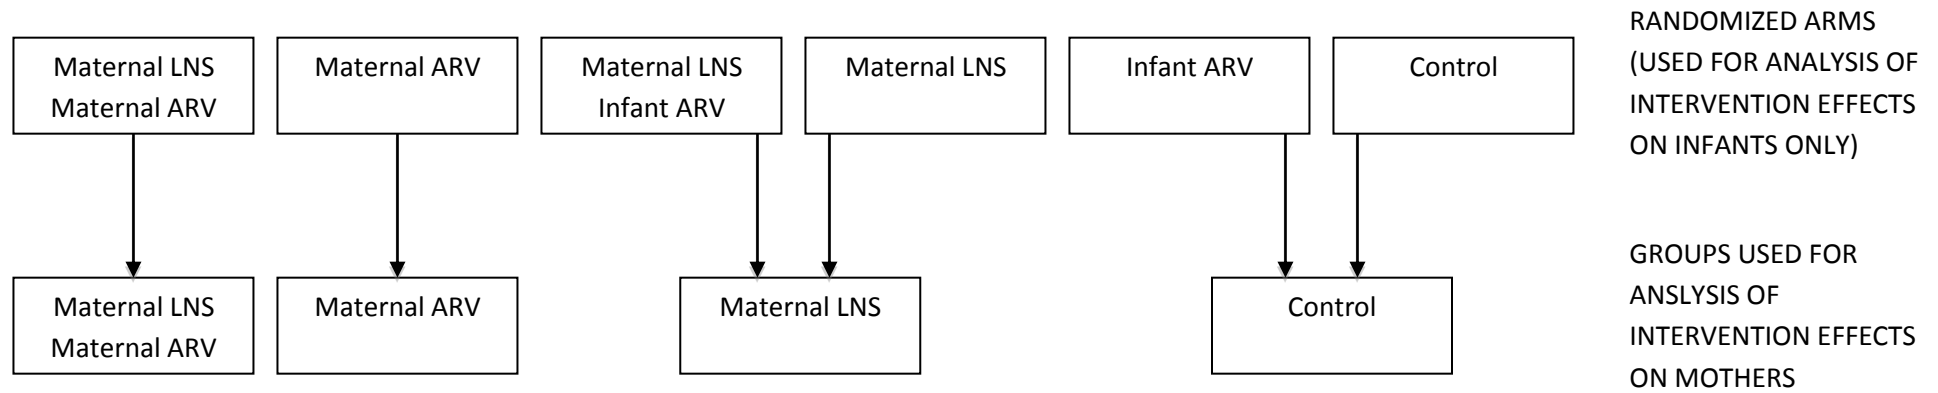 Maternal LNS
Maternal ARV
Maternal ARV
Maternal LNS
Infant ARV
Maternal LNS
Infant ARV
Control
RANDOMIZED ARMS
(USED FOR ANALYSIS OF
INTERVENTION EFFECTS
ON INFANTS ONLY)
Maternal LNS
Maternal ARV
Maternal ARV
Maternal LNS
Control
GROUPS USED FOR
ANSLYSIS OF
INTERVENTION EFFECTS
ON MOTHERS